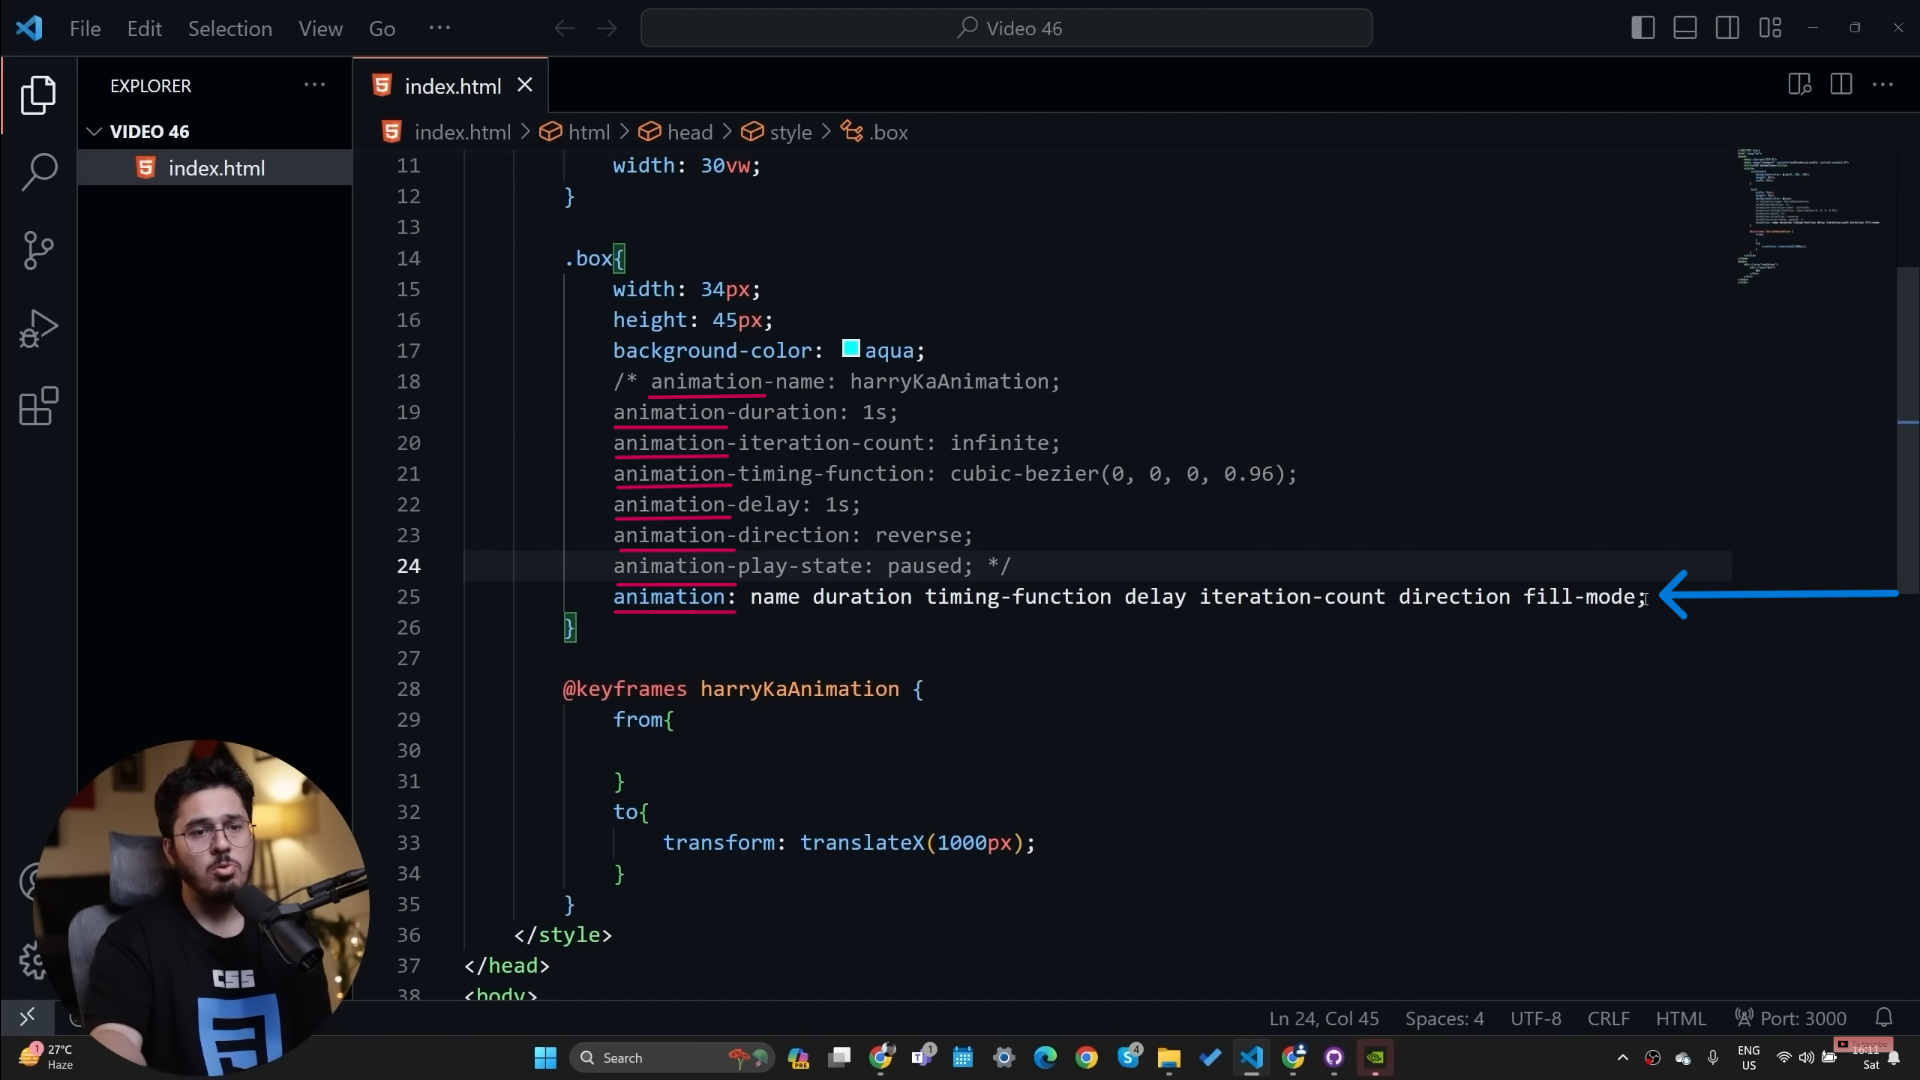 File Edit Selection View Go ··· Video 46
EXPLORER ···
VIDEO 46
index.html
index.html
index.html > html > head > style > .box
11 width: 30vw;
12 }
13
14 .box{
15 width: 34px;
16 height: 45px;
17 background-color: aqua;
18 /* animation-name: harryKaAnimation;
19 animation-duration: 1s;
20 animation-iteration-count: infinite;
21 animation-timing-function: cubic-bezier(0, 0, 0, 0.96);
22 animation-delay: 1s;
23 animation-direction: reverse;
24 animation-play-state: paused; */
25 animation: name duration timing-function delay iteration-count direction fill-mode;
26 }
27
28 @keyframes harryKaAnimation {
29 from{
30
31 }
32 to{
33 transform: translateX(1000px);
34 }
35 }
36 </style>
37 </head>
38 <body>
CSS
Ln 24, Col 45 Spaces: 4 UTF-8 CRLF HTML Port: 3000
1 27°C
Haze
Search
PRE
1
4
ENG
US
Subscribe
16:11
Sat